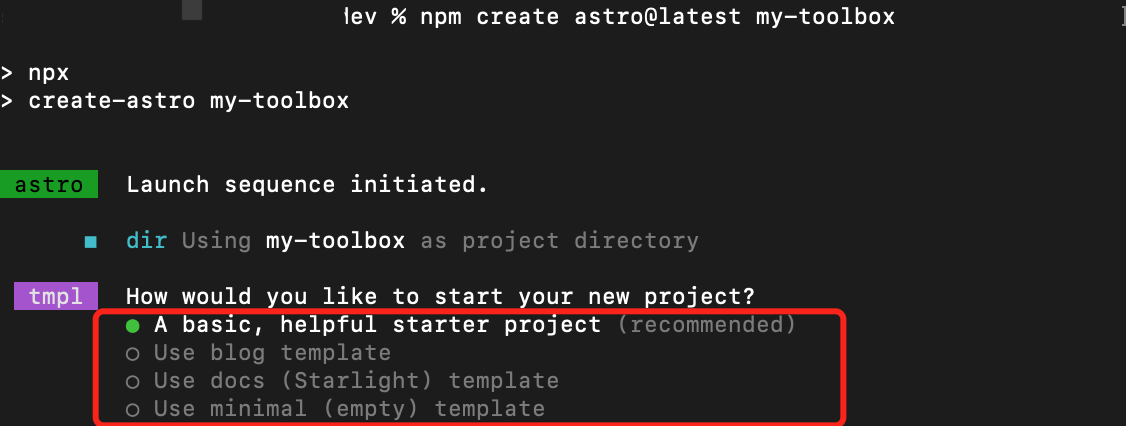 dev % npm create astro@latest my-toolbox
> npx
> create-astro my-toolbox
astro Launch sequence initiated.
■ dir Using my-toolbox as project directory
tmpl How would you like to start your new project?
● A basic, helpful starter project (recommended)
○ Use blog template
○ Use docs (Starlight) template
○ Use minimal (empty) template